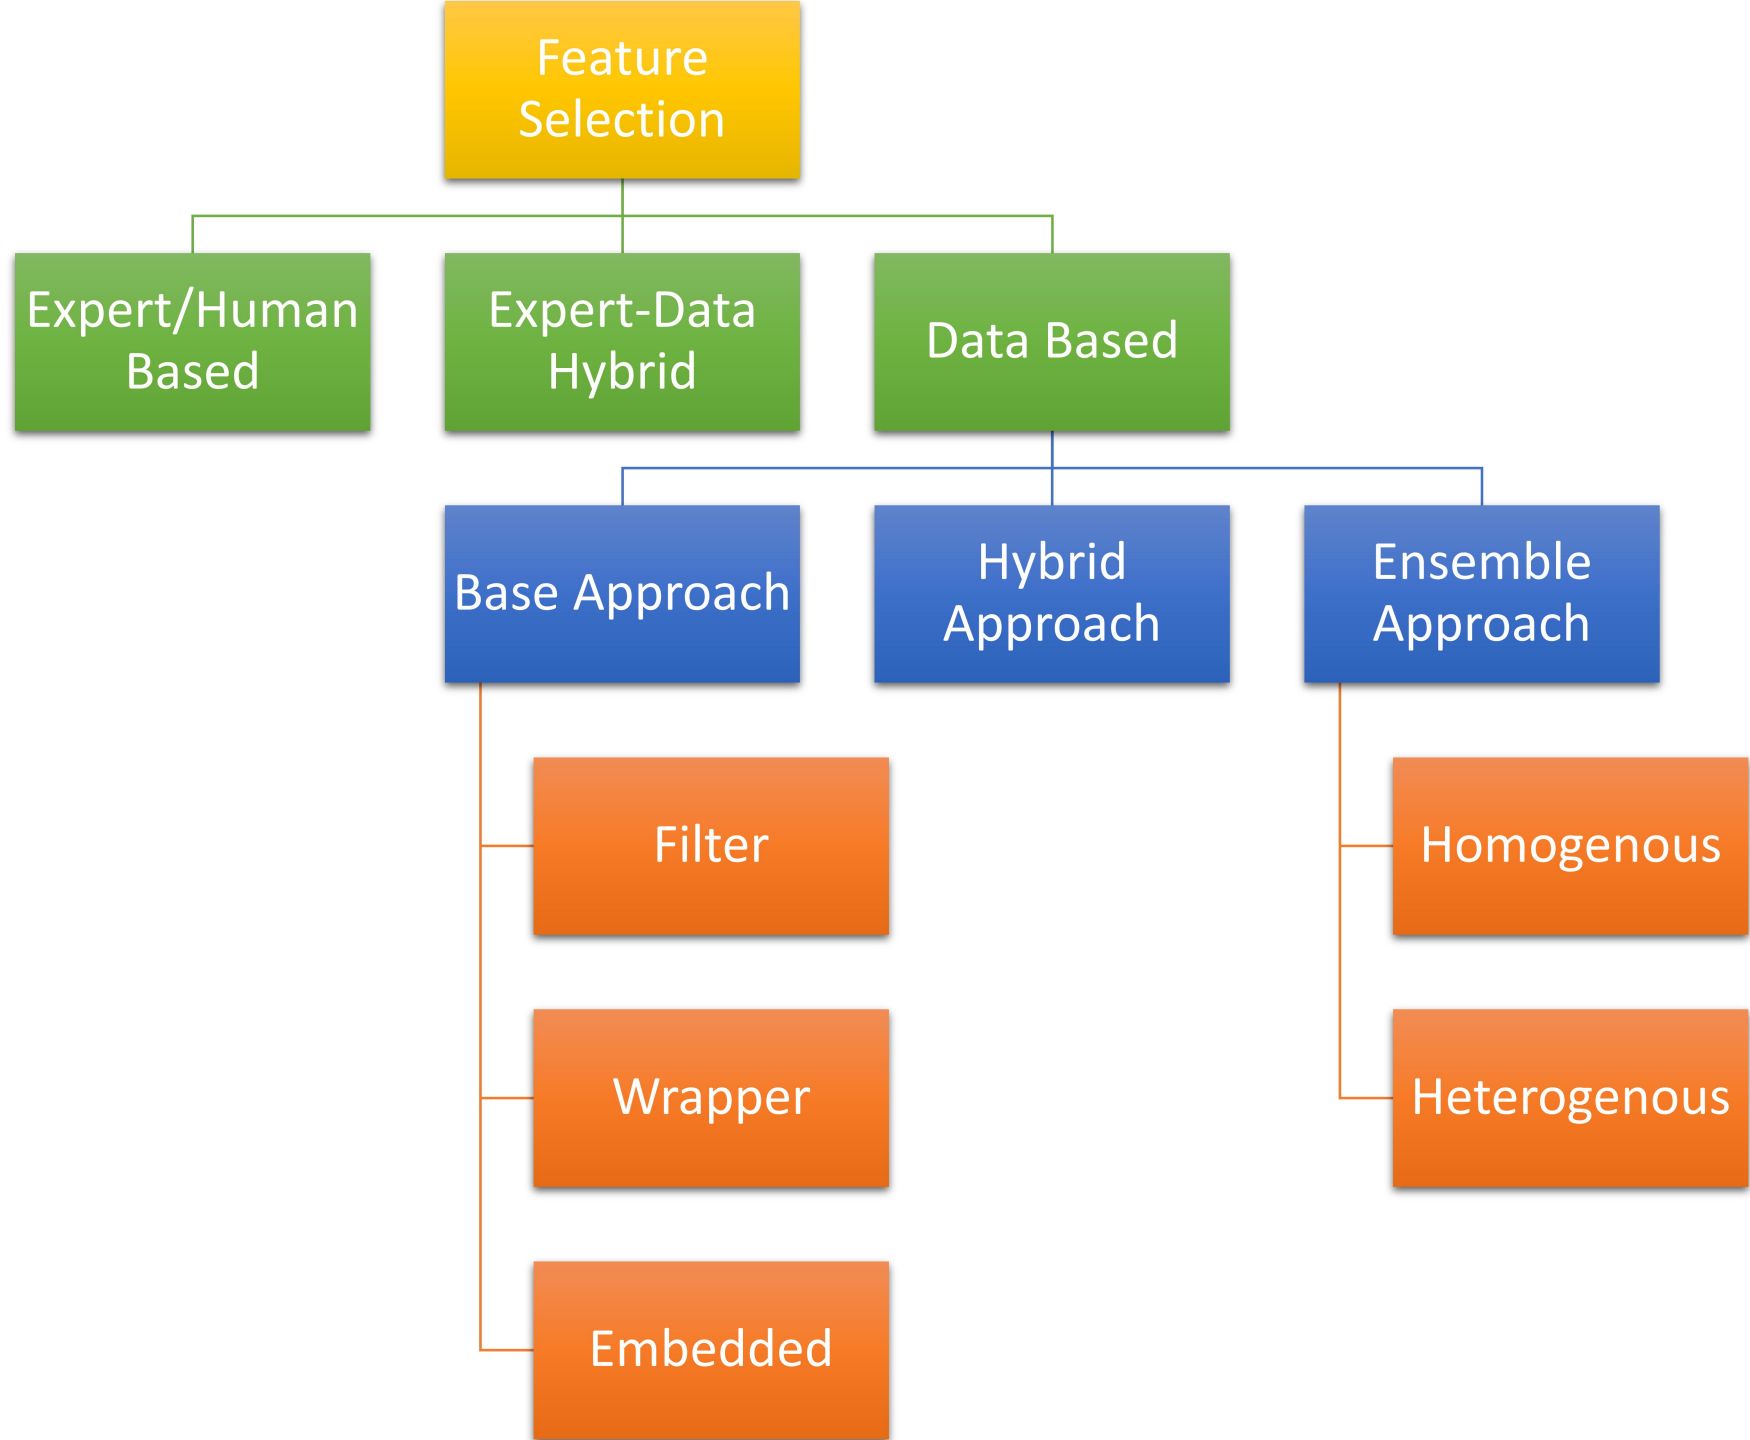 Feature
Selection
Expert/Human
Based
Expert-Data
Hybrid
Data Based
Base Approach
Hybrid
Approach
Ensemble
Approach
Filter
Homogenous
Wrapper
Heterogenous
Embedded